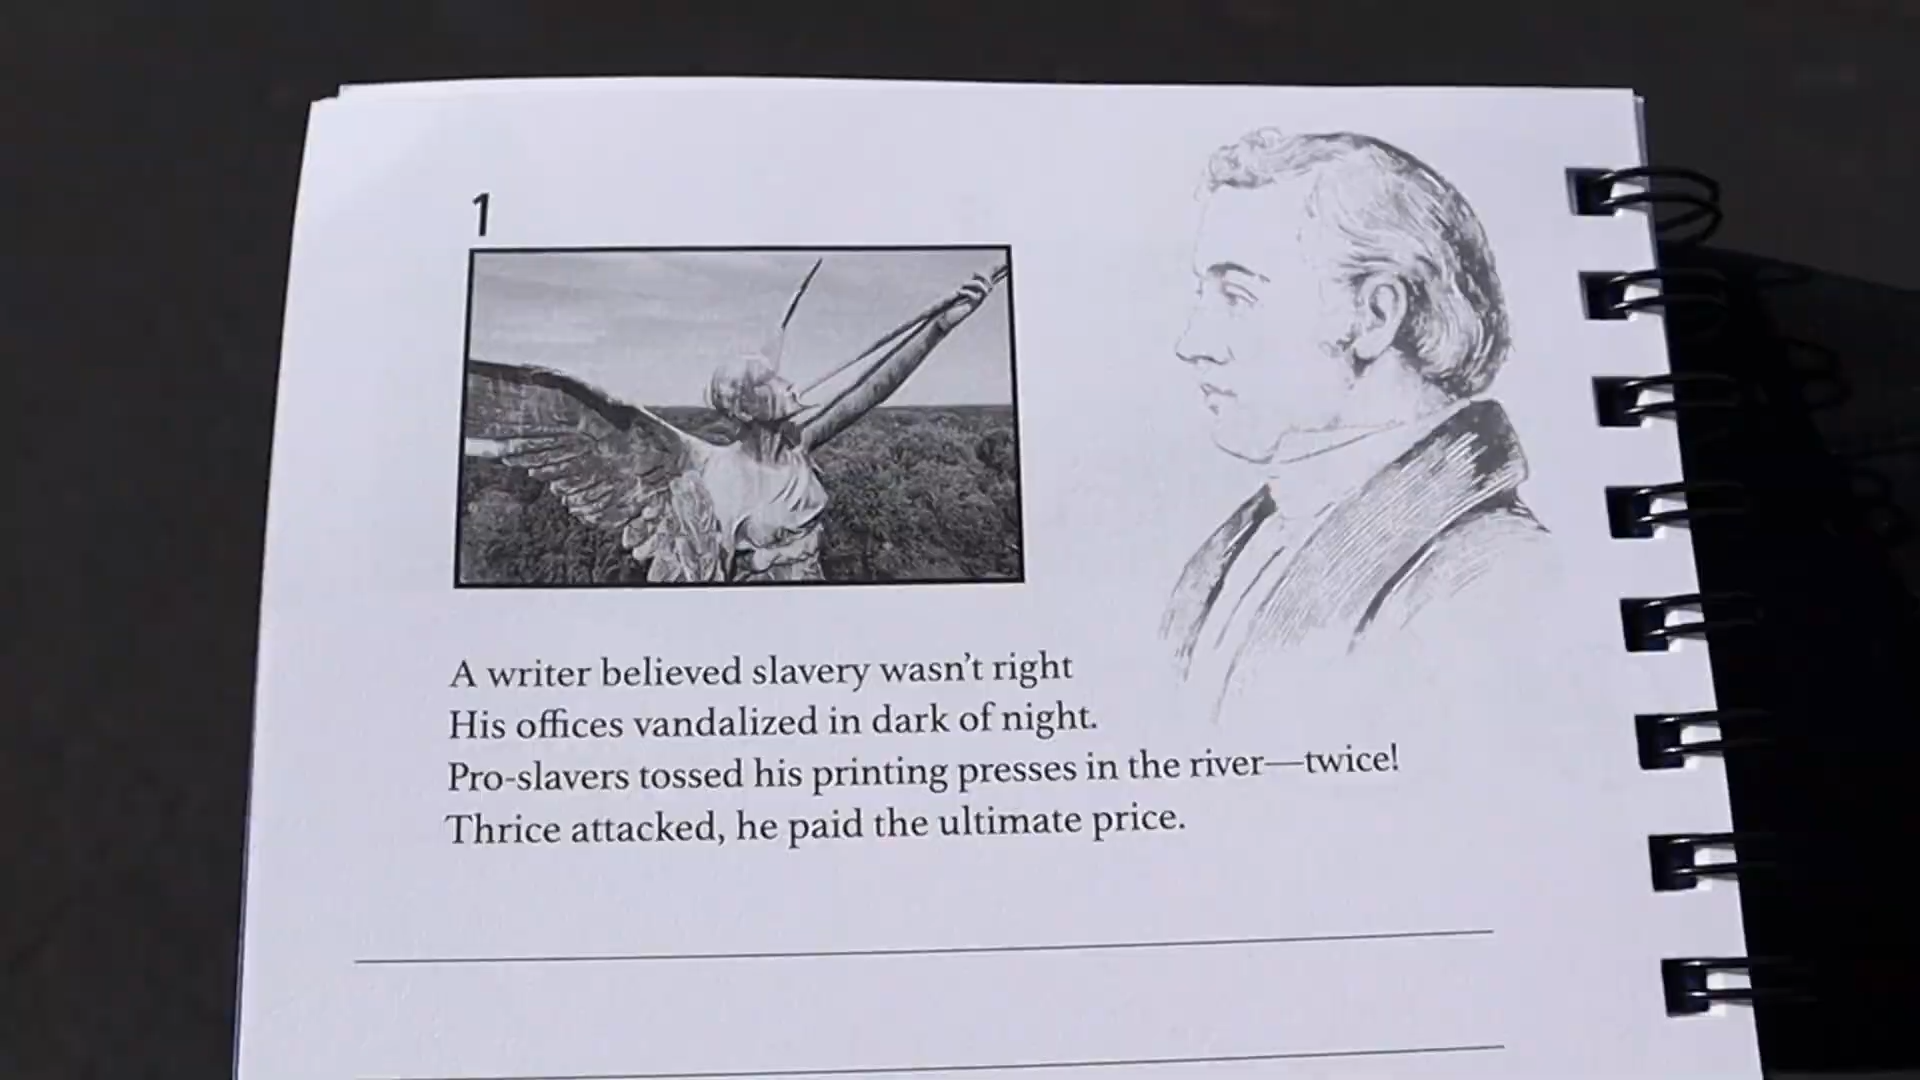 1
A writer believed slavery wasn't right
His offices vandalized in dark of night.
Pro-slavers tossed his printing presses in the river—twice!
Thrice attacked, he paid the ultimate price.